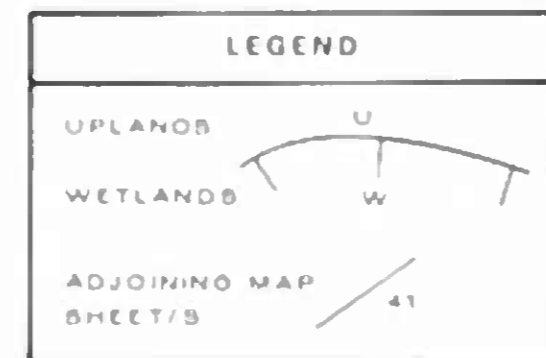 LEGEND
UPLANDS U
WETLANDS W
ADJOINING MAP
SHEET/S 41